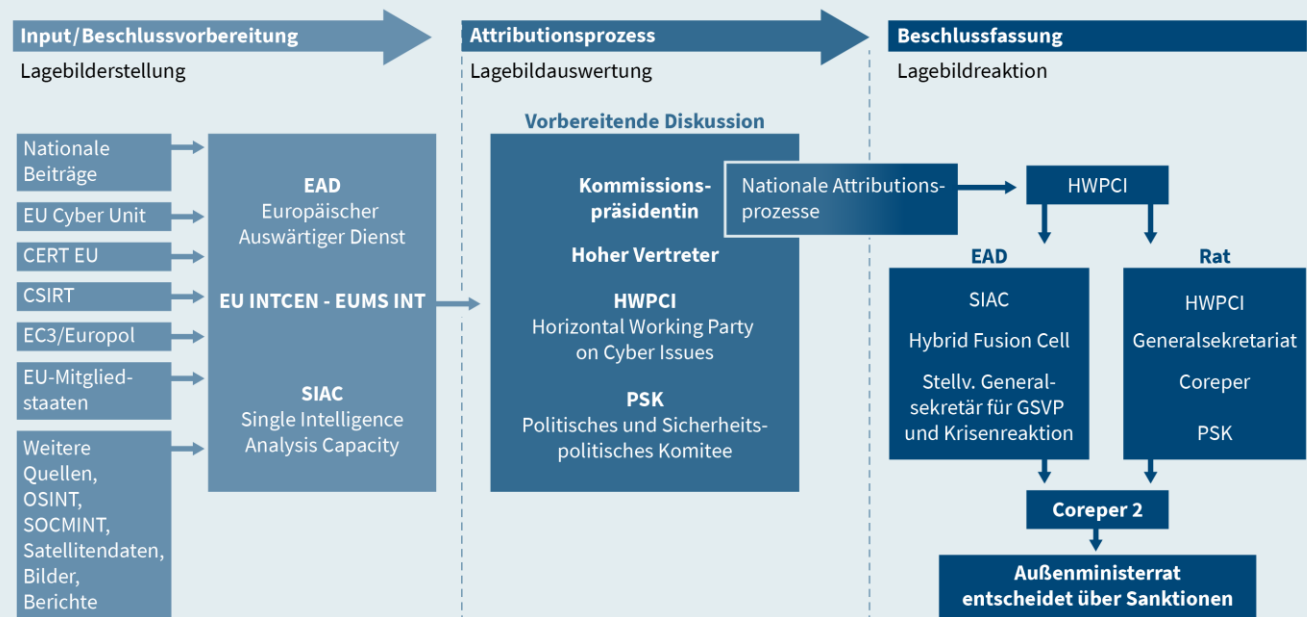 Input/Beschlussvorbereitung
Lagebilderstellung
Attributionsprozess
Lagebildauswertung
Beschlussfassung
Lagebildreaktion
Nationale
Beiträge
EU Cyber Unit
CERT EU
CSIRT
EC3/Europol
EU-Mitglied-
staaten
Weitere
Quellen,
OSINT,
SOCMINT,
Satellitendaten,
Bilder,
Berichte
EAD
Europäischer
Auswärtiger Dienst
EU INTCEN - EUMS INT
SIAC
Single Intelligence
Analysis Capacity
Vorbereitende Diskussion
Kommissions-
präsidentin
Hoher Vertreter
HWPCI
Horizontal Working Party
on Cyber Issues
PSK
Politisches und Sicherheits-
politisches Komitee
Nationale Attributions-
prozesse
HWPCI
EAD
SIAC
Hybrid Fusion Cell
Stellv. General-
sekretär für GSVP
und Krisenreaktion
Rat
HWPCI
Generalsekretariat
Coreper
PSK
Coreper 2
Außenministerrat
entscheidet über Sanktionen